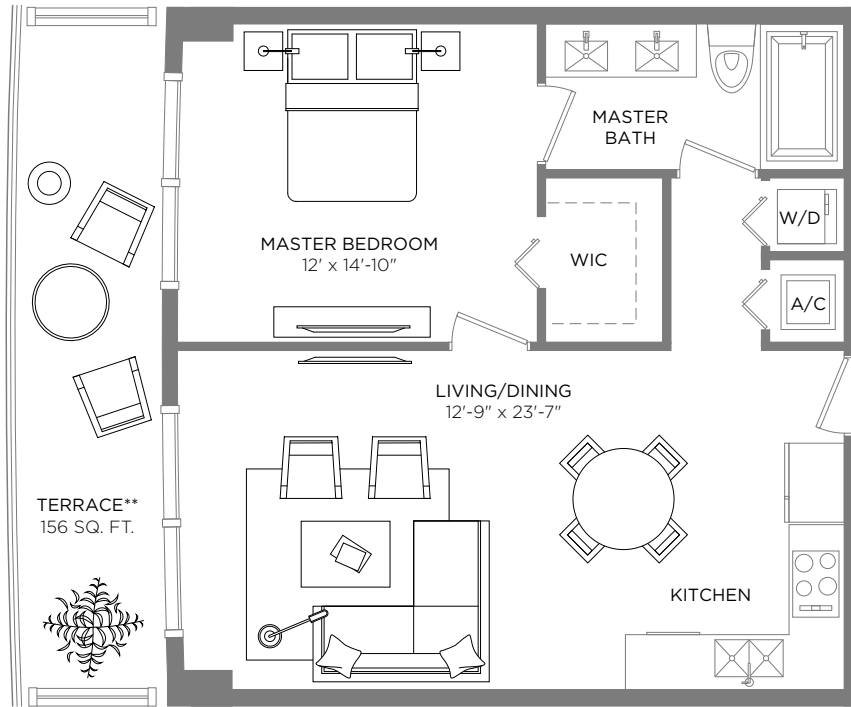 MASTER
BATH
W/D
MASTER BEDROOM
12' x 14'-10"
WIC
A/C
LIVING/DINING
12'-9" x 23'-7"
TERRACE**
156 SQ. FT.
KITCHEN